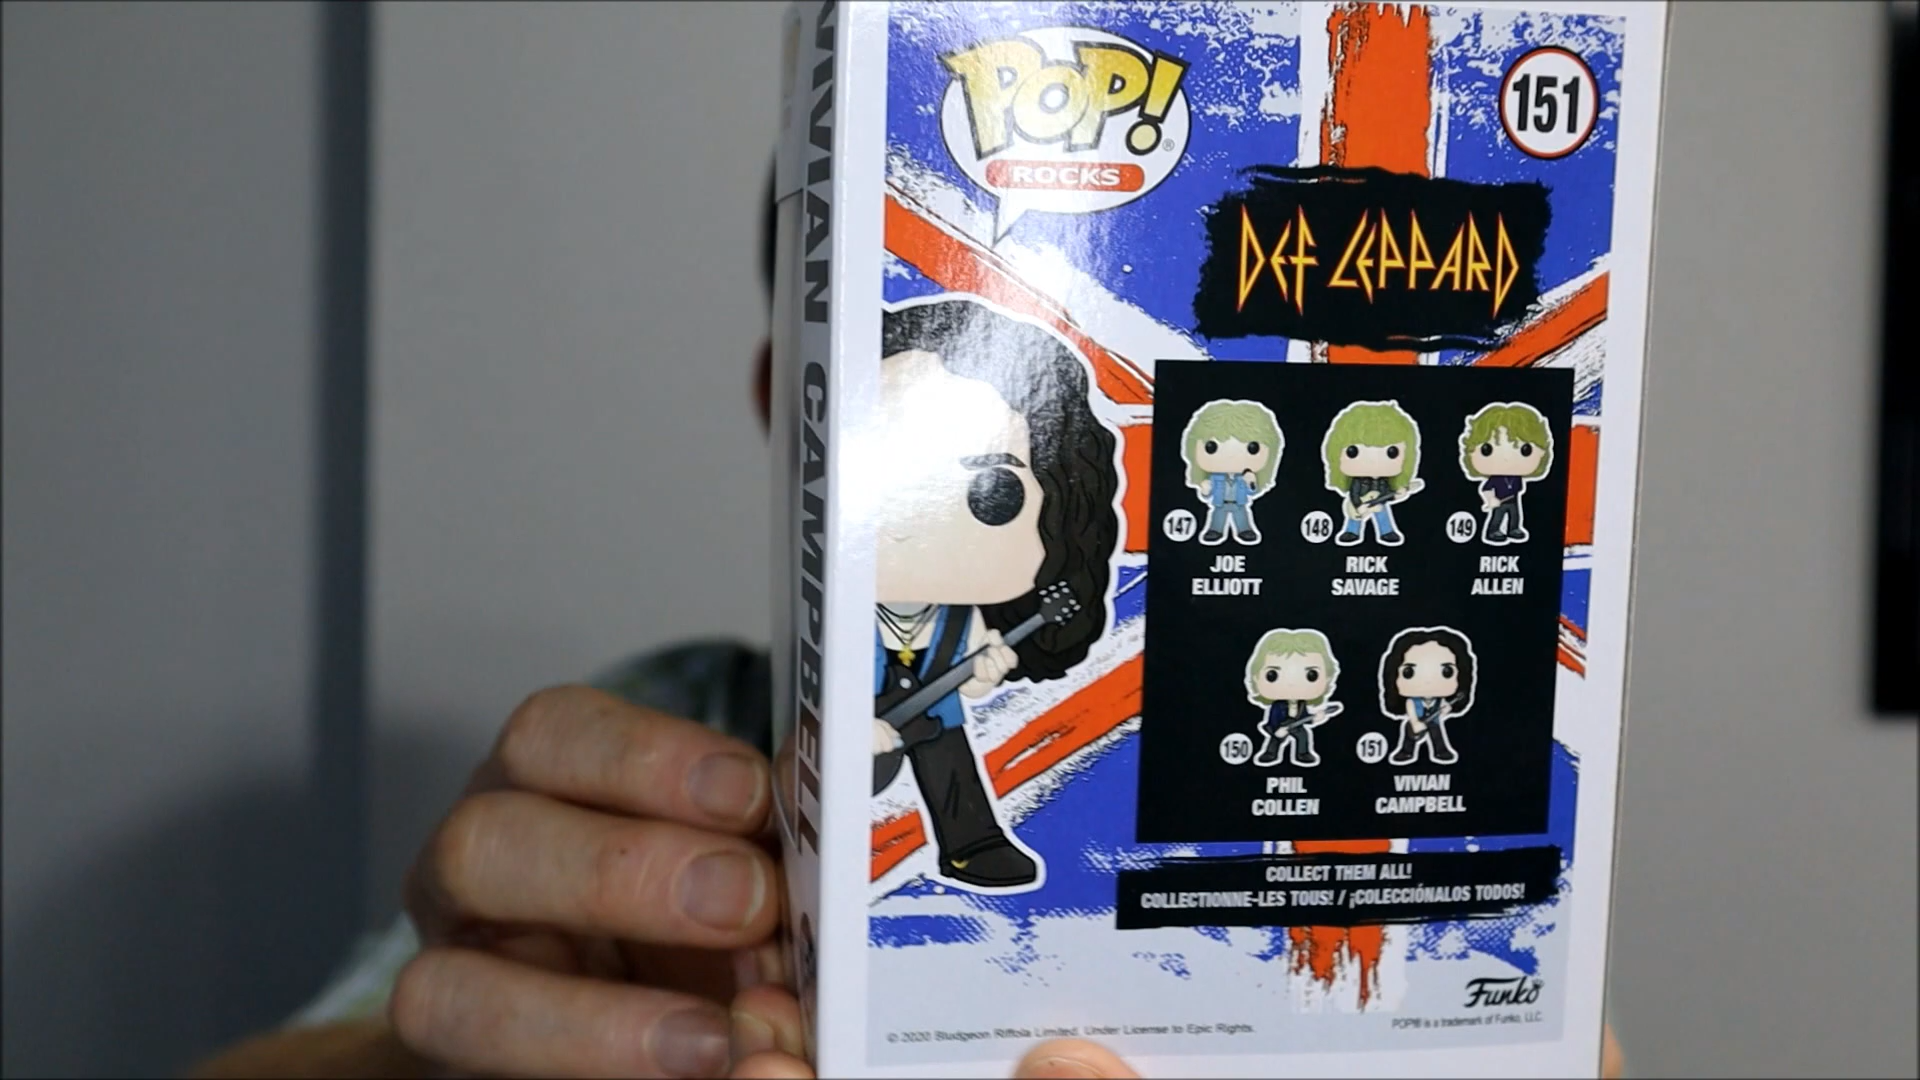 VIVIAN CAMPBELL
POP!®
ROCKS
151
DEF LEPPARD
147
JOE
ELLIOTT
148
RICK
SAVAGE
149
RICK
ALLEN
150
PHIL
COLLEN
151
VIVIAN
CAMPBELL
COLLECT THEM ALL!
COLLECTIONNE-LES TOUS! / ¡COLECCIÓNALOS TODOS!
Funko®
© 2020 Bludgeon Riffola Limited. Under License to Epic Rights.
POP!® is a trademark of Funko, LLC.